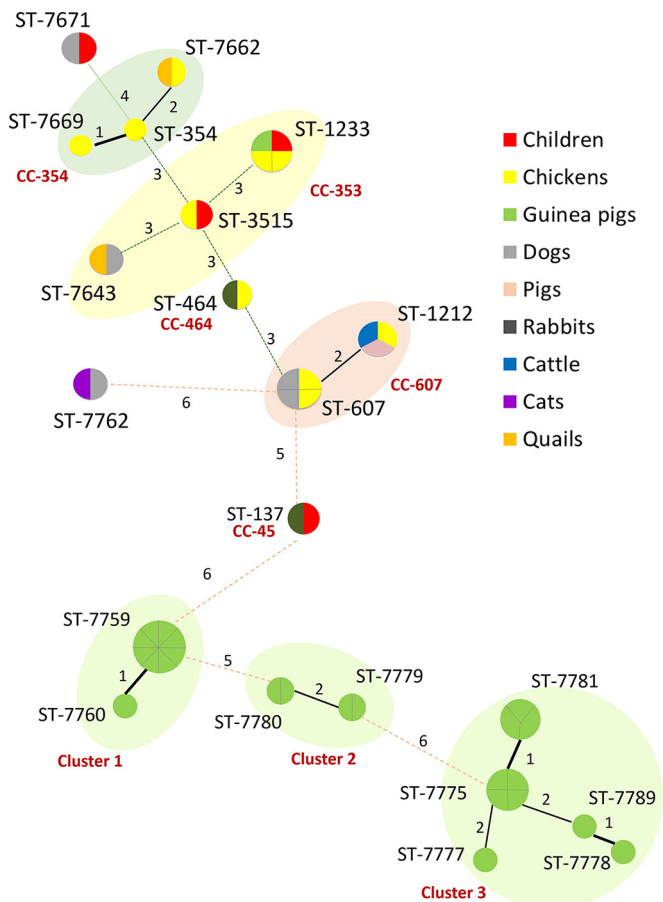 ST-7671
ST-7662
4
2
ST-7669
1
ST-354
CC-354
ST-1233
3
3
CC-353
ST-3515
3
3
ST-7643
ST-464
CC-464
3
ST-1212
2
CC-607
ST-607
ST-7762
6
5
ST-137
CC-45
6
ST-7759
1
ST-7760
Cluster 1
5
ST-7779
2
ST-7780
Cluster 2
6
ST-7781
1
ST-7775
2
ST-7789
2
1
ST-7777
ST-7778
Cluster 3
Children
Chickens
Guinea pigs
Dogs
Pigs
Rabbits
Cattle
Cats
Quails